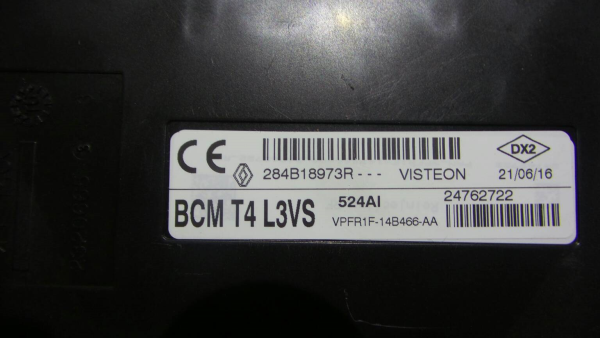 CE
DX2
284B18973R--- VISTEON 21/06/16
BCM T4 L3VS 524AI 24762722
VPFR1F-14B466-AA